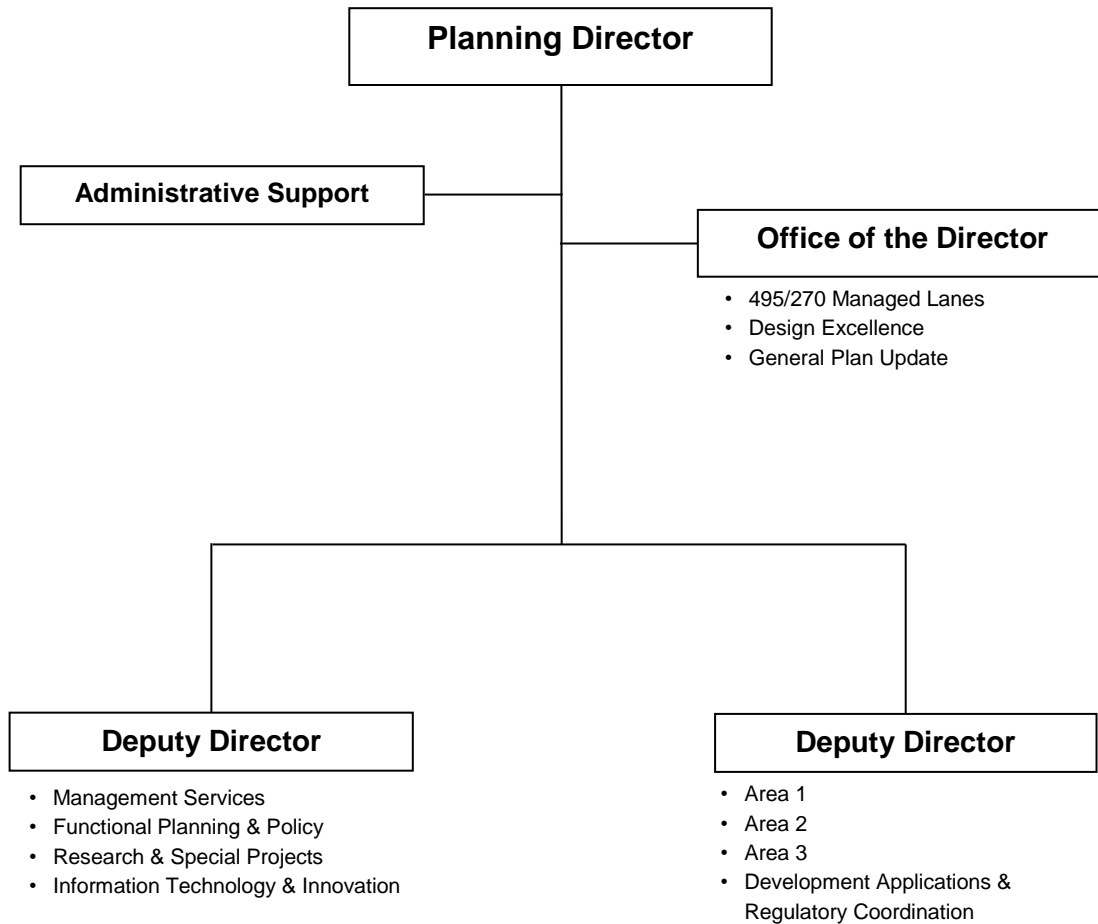 Planning Director
Administrative Support
Office of the Director
• 495/270 Managed Lanes
• Design Excellence
• General Plan Update
Deputy Director
• Management Services
• Functional Planning & Policy
• Research & Special Projects
• Information Technology & Innovation
Deputy Director
• Area 1
• Area 2
• Area 3
• Development Applications &
Regulatory Coordination